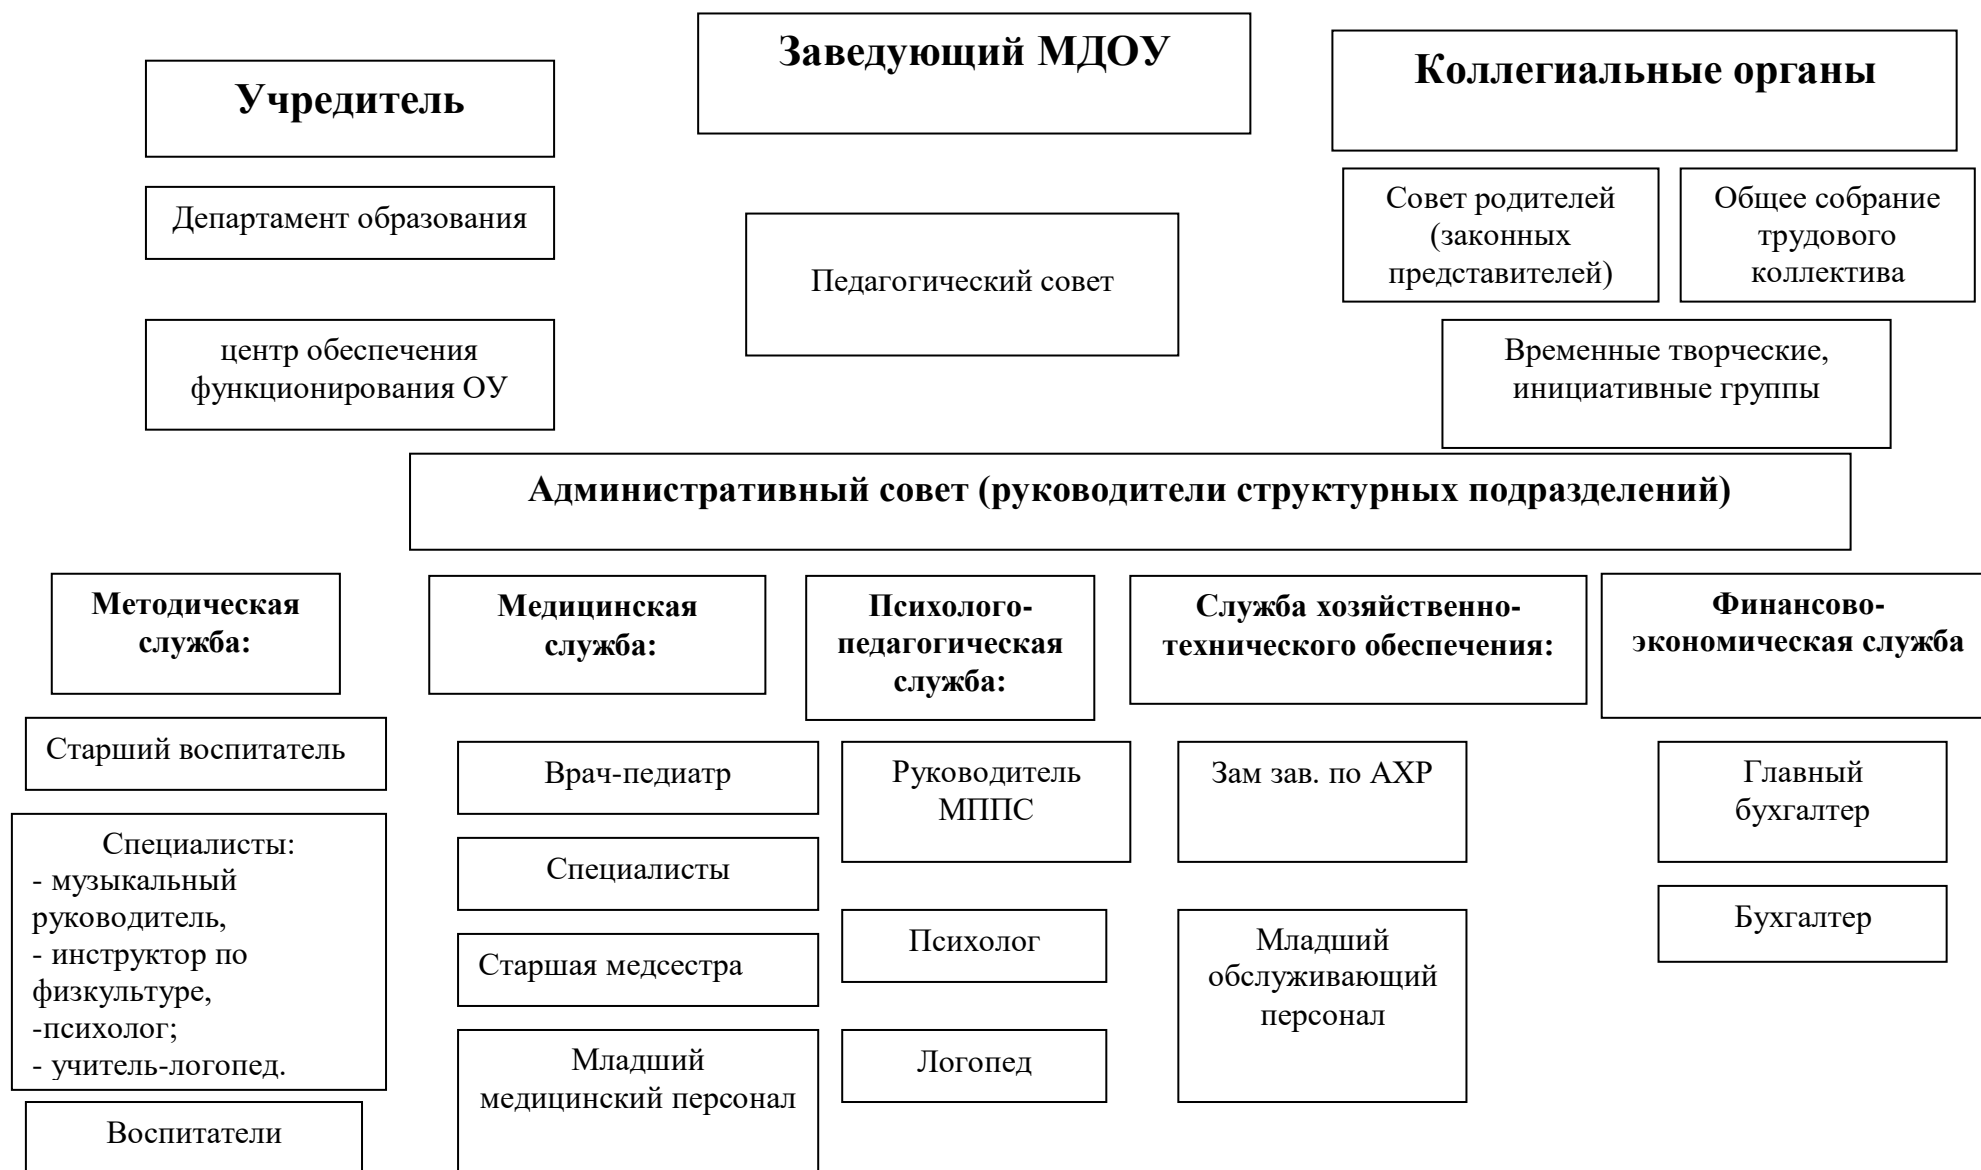 Заведующий МДОУ
Учредитель
Коллегиальные органы
Департамент образования
центр обеспечения
функционирования ОУ
Педагогический совет
Совет родителей
(законных
представителей)
Общее собрание
трудового
коллектива
Временные творческие,
инициативные группы
Административный совет (руководители структурных подразделений)
Методическая
служба:
Старший воспитатель
Специалисты:
- музыкальный
руководитель,
- инструктор по
физкультуре,
-психолог;
- учитель-логопед.
Воспитатели
Медицинская
служба:
Врач-педиатр
Специалисты
Старшая медсестра
Младший
медицинский персонал
Психолого-
педагогическая
служба:
Руководитель
МППС
Психолог
Логопед
Служба хозяйственно-
технического обеспечения:
Зам зав. по АХР
Младший
обслуживающий
персонал
Финансово-
экономическая служба
Главный
бухгалтер
Бухгалтер